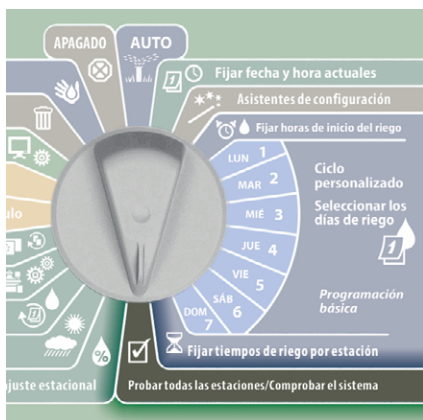 APAGADO
AUTO
Fijar fecha y hora actuales
Asistentes de configuración
Fijar horas de inicio del riego
LUN 1
MAR 2
MIÉ 3
JUE 4
VIE 5
SÁB 6
DOM 7
Ciclo
personalizado
Seleccionar los
días de riego
1
Programación
básica
Fijar tiempos de riego por estación
Probar todas las estaciones/Comprobar el sistema
ulo
%
juste estacional